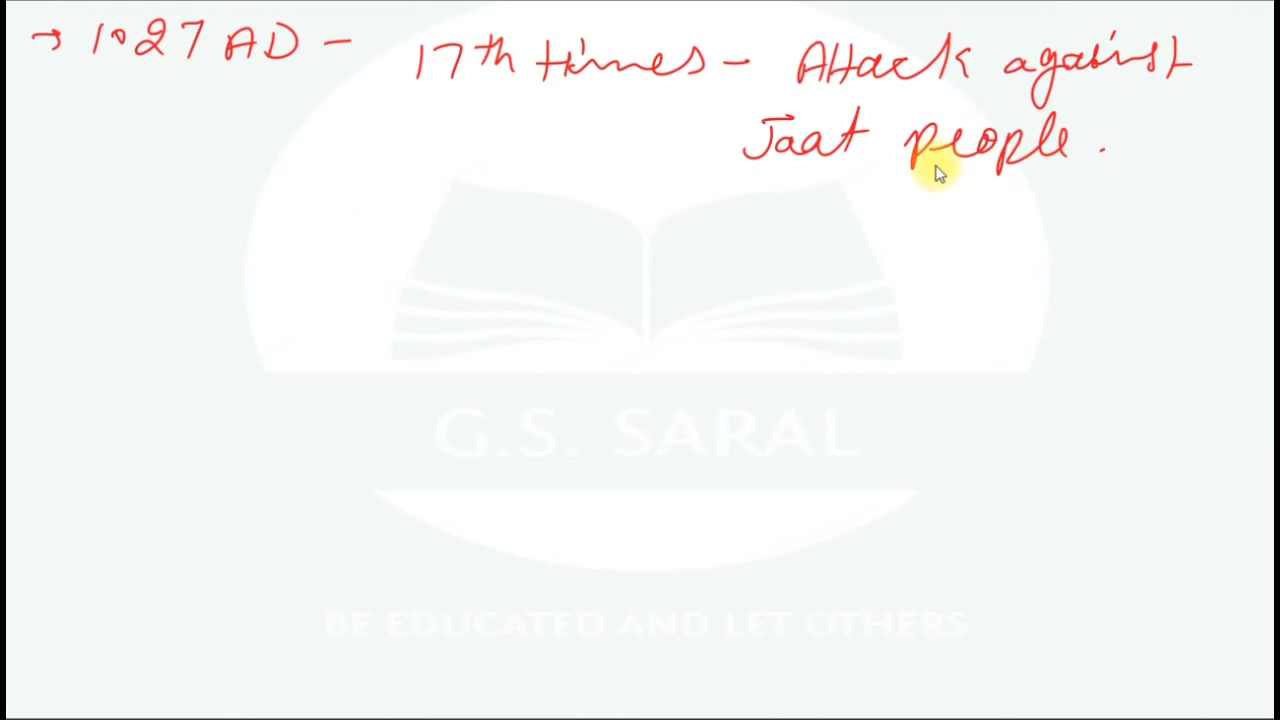 → 1027 AD - 17th times - Attack against
Jaat people.
G.S. SARAL
BE EDUCATED AND LET OTHERS